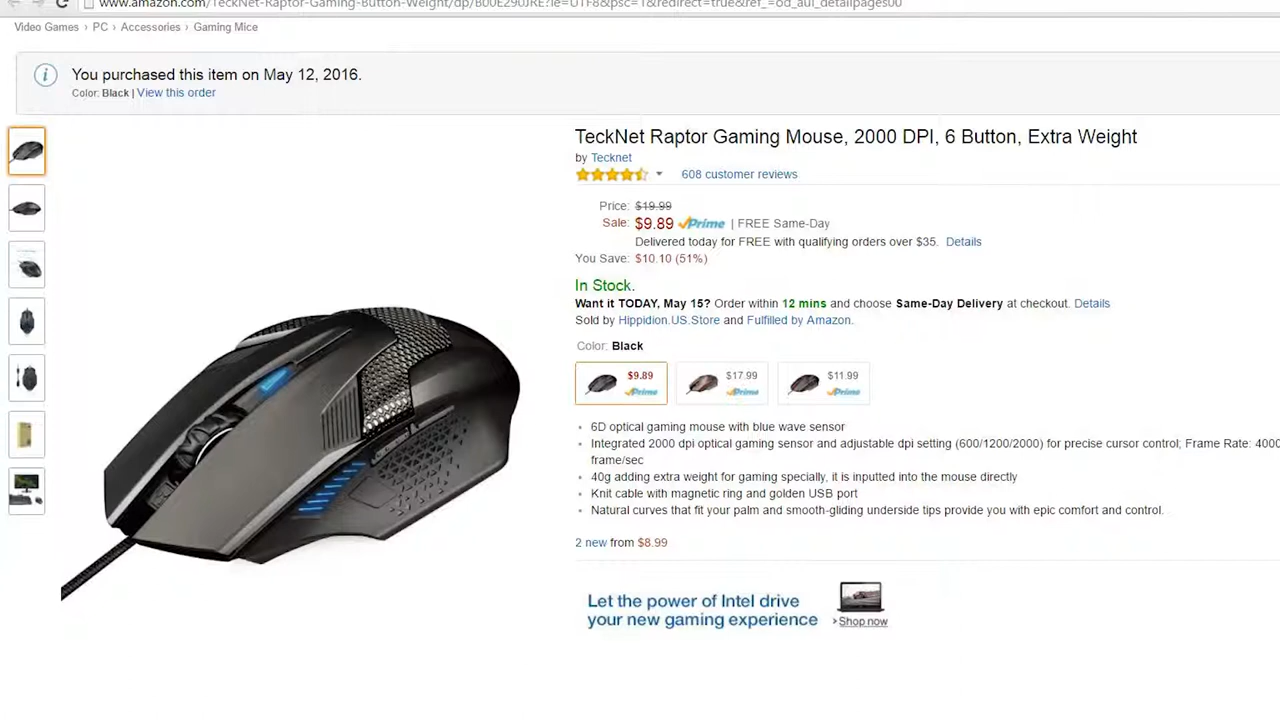 www.amazon.com/TeckNet-Raptor-Gaming-Button-Weight/dp/B00E290JRE?ie=UTF8&psc=1&redirect=true&ref_=od_aui_detailpages00
Video Games › PC › Accessories › Gaming Mice
You purchased this item on May 12, 2016.
Color: Black | View this order
TeckNet Raptor Gaming Mouse, 2000 DPI, 6 Button, Extra Weight
by Tecknet
608 customer reviews
Price: $19.99
Sale: $9.89 Prime | FREE Same-Day
Delivered today for FREE with qualifying orders over $35. Details
You Save: $10.10 (51%)
In Stock.
Want it TODAY, May 15? Order within 12 mins and choose Same-Day Delivery at checkout. Details
Sold by Hippidion.US.Store and Fulfilled by Amazon.
Color: Black
$9.89 Prime $17.99 Prime $11.99 Prime
• 6D optical gaming mouse with blue wave sensor
• Integrated 2000 dpi optical gaming sensor and adjustable dpi setting (600/1200/2000) for precise cursor control; Frame Rate: 4000
frame/sec
• 40g adding extra weight for gaming specially, it is inputted into the mouse directly
• Knit cable with magnetic ring and golden USB port
• Natural curves that fit your palm and smooth-gliding underside tips provide you with epic comfort and control.
2 new from $8.99
Let the power of Intel drive
your new gaming experience
› Shop now